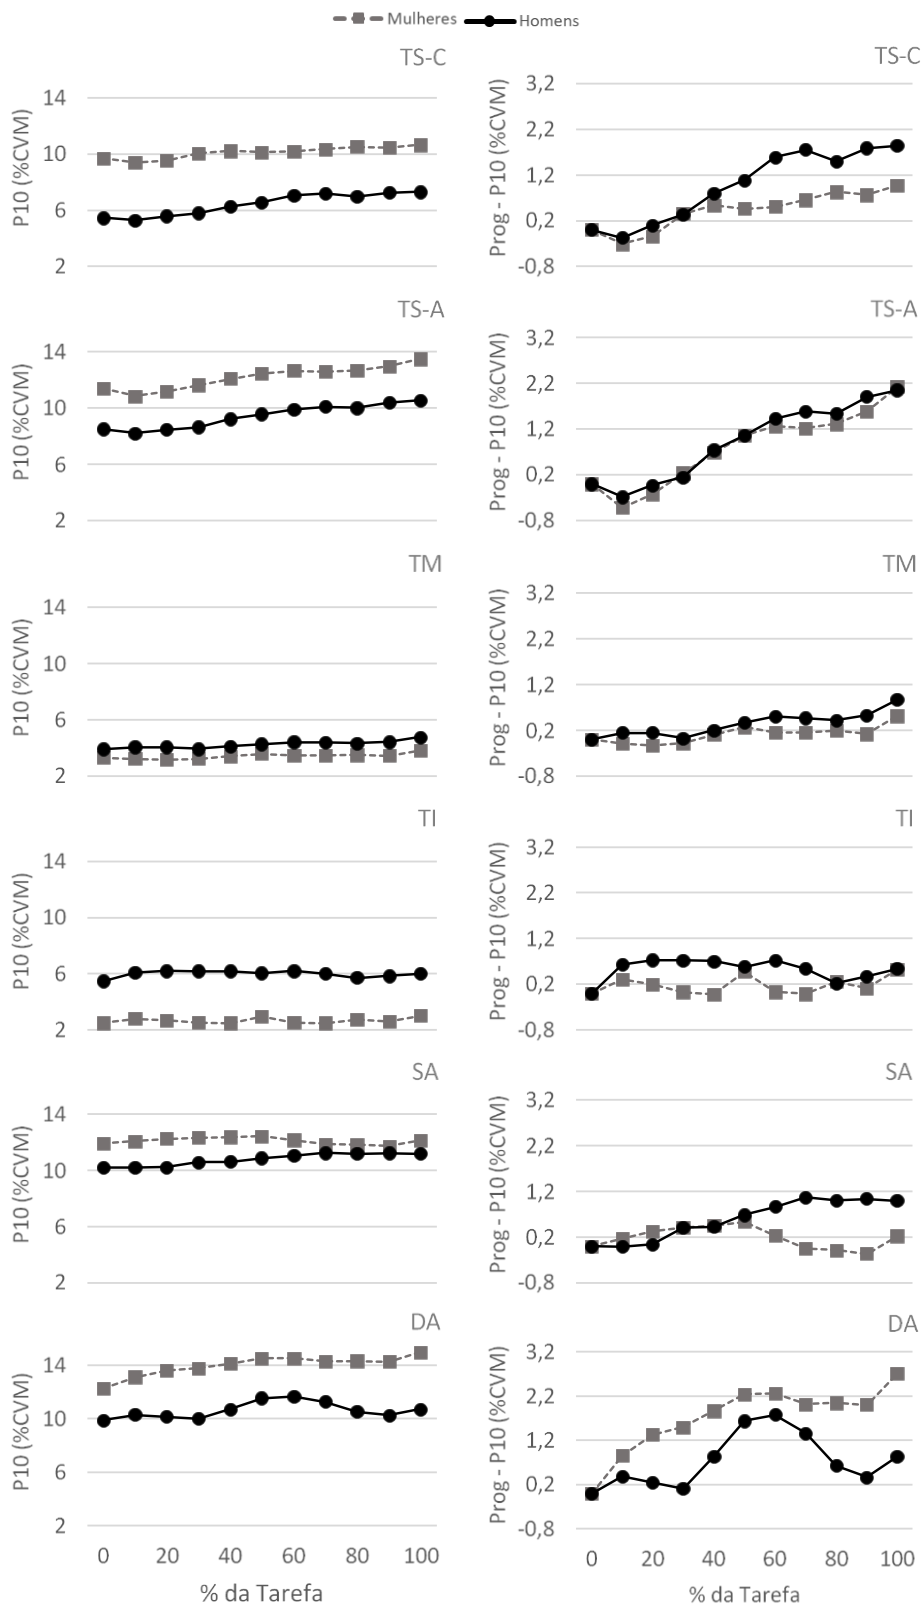 Mulheres Homens
TS-C
P10 (%CVM)
14
10
6
2
TS-C
Prog - P10 (%CVM)
3,2
2,2
1,2
0,2
-0,8
TS-A
P10 (%CVM)
14
10
6
2
TS-A
Prog - P10 (%CVM)
3,2
2,2
1,2
0,2
-0,8
TM
P10 (%CVM)
14
10
6
2
TM
Prog - P10 (%CVM)
3,2
2,2
1,2
0,2
-0,8
TI
P10 (%CVM)
14
10
6
2
TI
Prog - P10 (%CVM)
3,2
2,2
1,2
0,2
-0,8
SA
P10 (%CVM)
14
10
6
2
SA
Prog - P10 (%CVM)
3,2
2,2
1,2
0,2
-0,8
DA
P10 (%CVM)
14
10
6
2
0 20 40 60 80 100
% da Tarefa
DA
Prog - P10 (%CVM)
3,2
2,2
1,2
0,2
-0,8
0 20 40 60 80 100
% da Tarefa